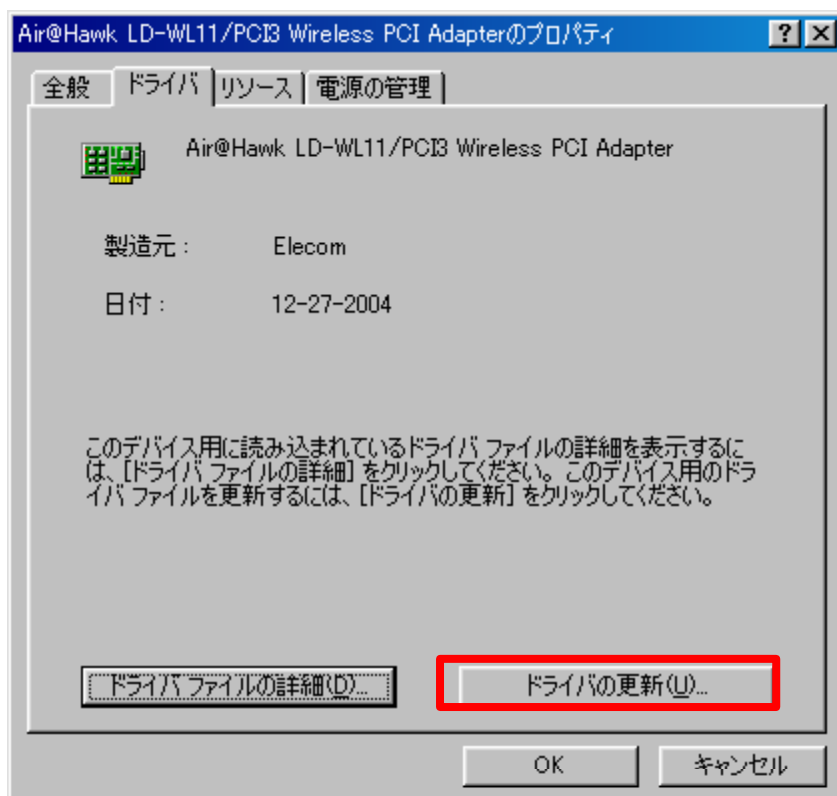 Air@Hawk LD-WL11/PCI3 Wireless PCI Adapterのプロパティ
全般 ドライバ リソース 電源の管理
Air@Hawk LD-WL11/PCI3 Wireless PCI Adapter
製造元: Elecom
日付: 12-27-2004
このデバイス用に読み込まれているドライバ ファイルの詳細を表示するに
は、[ドライバ ファイルの詳細] をクリックしてください。このデバイス用のドラ
イバ ファイルを更新するには、[ドライバの更新] をクリックしてください。
ドライバ ファイルの詳細(D)... ドライバの更新(U)...
OK キャンセル